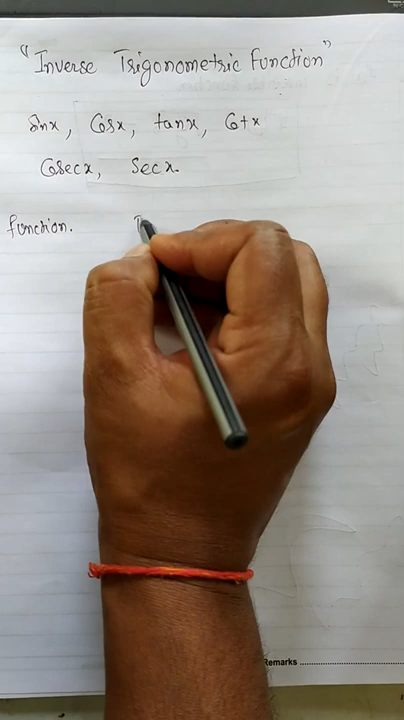 "Inverse Trigonometric Function"
Sinx, Cosx, tanx, Cotx
Cosecx, Secx.
function.
Remarks